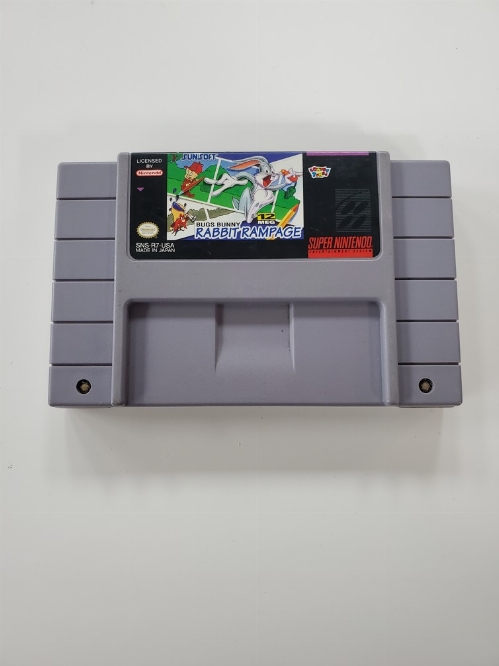 LICENSED
BY
Nintendo
SUNSOFT
12
MEG
BUGS BUNNY
RABBIT RAMPAGE
SNS-R7-USA
MADE IN JAPAN
SUPER NINTENDO